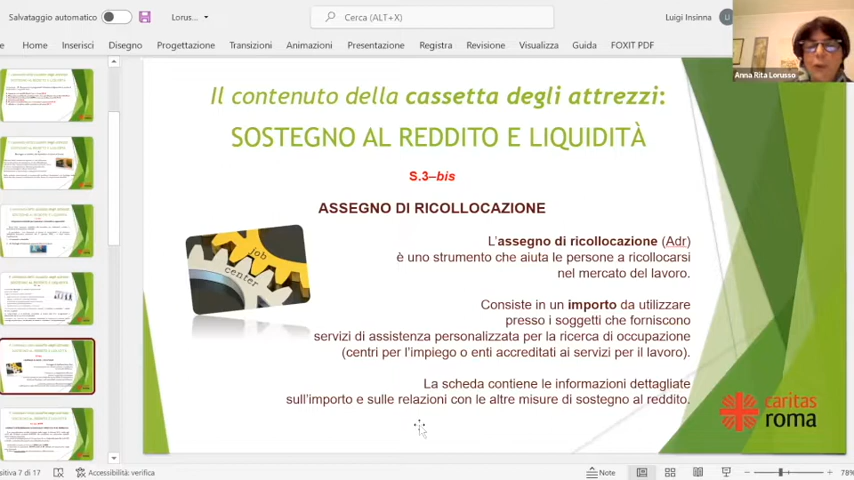 Salvataggio automatico
Lorus...
Cerca (ALT+X)
Luigi Insinna
LI
Home Inserisci Disegno Progettazione Transizioni Animazioni Presentazione Registra Revisione Visualizza Guida FOXIT PDF
Anna Rita Lorusso
Il contenuto della cassetta degli attrezzi:
SOSTEGNO AL REDDITO E LIQUIDITÀ
S.3–bis
ASSEGNO DI RICOLLOCAZIONE
job
center
L'assegno di ricollocazione (Adr)
è uno strumento che aiuta le persone a ricollocarsi
nel mercato del lavoro.
Consiste in un importo da utilizzare
presso i soggetti che forniscono
servizi di assistenza personalizzata per la ricerca di occupazione
(centri per l'impiego o enti accreditati ai servizi per il lavoro).
La scheda contiene le informazioni dettagliate
sull'importo e sulle relazioni con le altre misure di sostegno al reddito.
caritas
roma
sitiva 7 di 17
Accessibilità: verifica
Note
78%